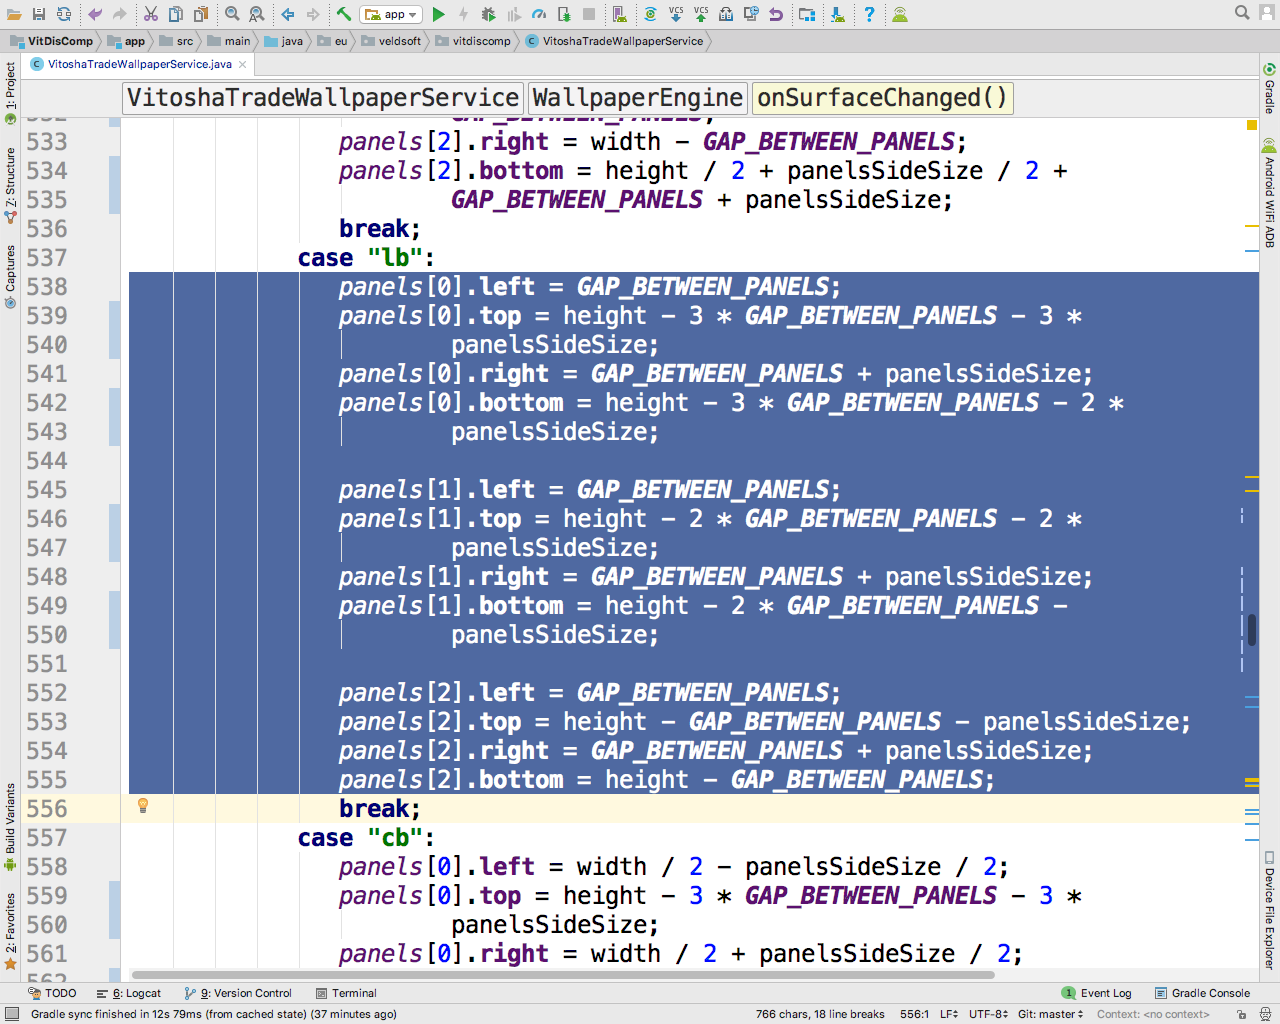 app
VCS VCS
VitDisComp app src main java eu veldsoft vitdiscomp VitoshaTradeWallpaperService
VitoshaTradeWallpaperService.java
VitoshaTradeWallpaperService WallpaperEngine onSurfaceChanged()
532 GAP_BETWEEN_PANELS;
533 panels[2].right = width - GAP_BETWEEN_PANELS;
534 panels[2].bottom = height / 2 + panelsSideSize / 2 +
535 GAP_BETWEEN_PANELS + panelsSideSize;
536 break;
537 case "lb":
538 panels[0].left = GAP_BETWEEN_PANELS;
539 panels[0].top = height - 3 * GAP_BETWEEN_PANELS - 3 *
540 panelsSideSize;
541 panels[0].right = GAP_BETWEEN_PANELS + panelsSideSize;
542 panels[0].bottom = height - 3 * GAP_BETWEEN_PANELS - 2 *
543 panelsSideSize;
544
545 panels[1].left = GAP_BETWEEN_PANELS;
546 panels[1].top = height - 2 * GAP_BETWEEN_PANELS - 2 *
547 panelsSideSize;
548 panels[1].right = GAP_BETWEEN_PANELS + panelsSideSize;
549 panels[1].bottom = height - 2 * GAP_BETWEEN_PANELS -
550 panelsSideSize;
551
552 panels[2].left = GAP_BETWEEN_PANELS;
553 panels[2].top = height - GAP_BETWEEN_PANELS - panelsSideSize;
554 panels[2].right = GAP_BETWEEN_PANELS + panelsSideSize;
555 panels[2].bottom = height - GAP_BETWEEN_PANELS;
556 break;
557 case "cb":
558 panels[0].left = width / 2 - panelsSideSize / 2;
559 panels[0].top = height - 3 * GAP_BETWEEN_PANELS - 3 *
560 panelsSideSize;
561 panels[0].right = width / 2 + panelsSideSize / 2;
562
1: Project
7: Structure
Captures
Build Variants
2: Favorites
Gradle
Android WiFi ADB
Device File Explorer
TODO 6: Logcat 9: Version Control Terminal 1 Event Log Gradle Console
Gradle sync finished in 12s 79ms (from cached state) (37 minutes ago) 766 chars, 18 line breaks 556:1 LF UTF-8 Git: master Context: <no context>